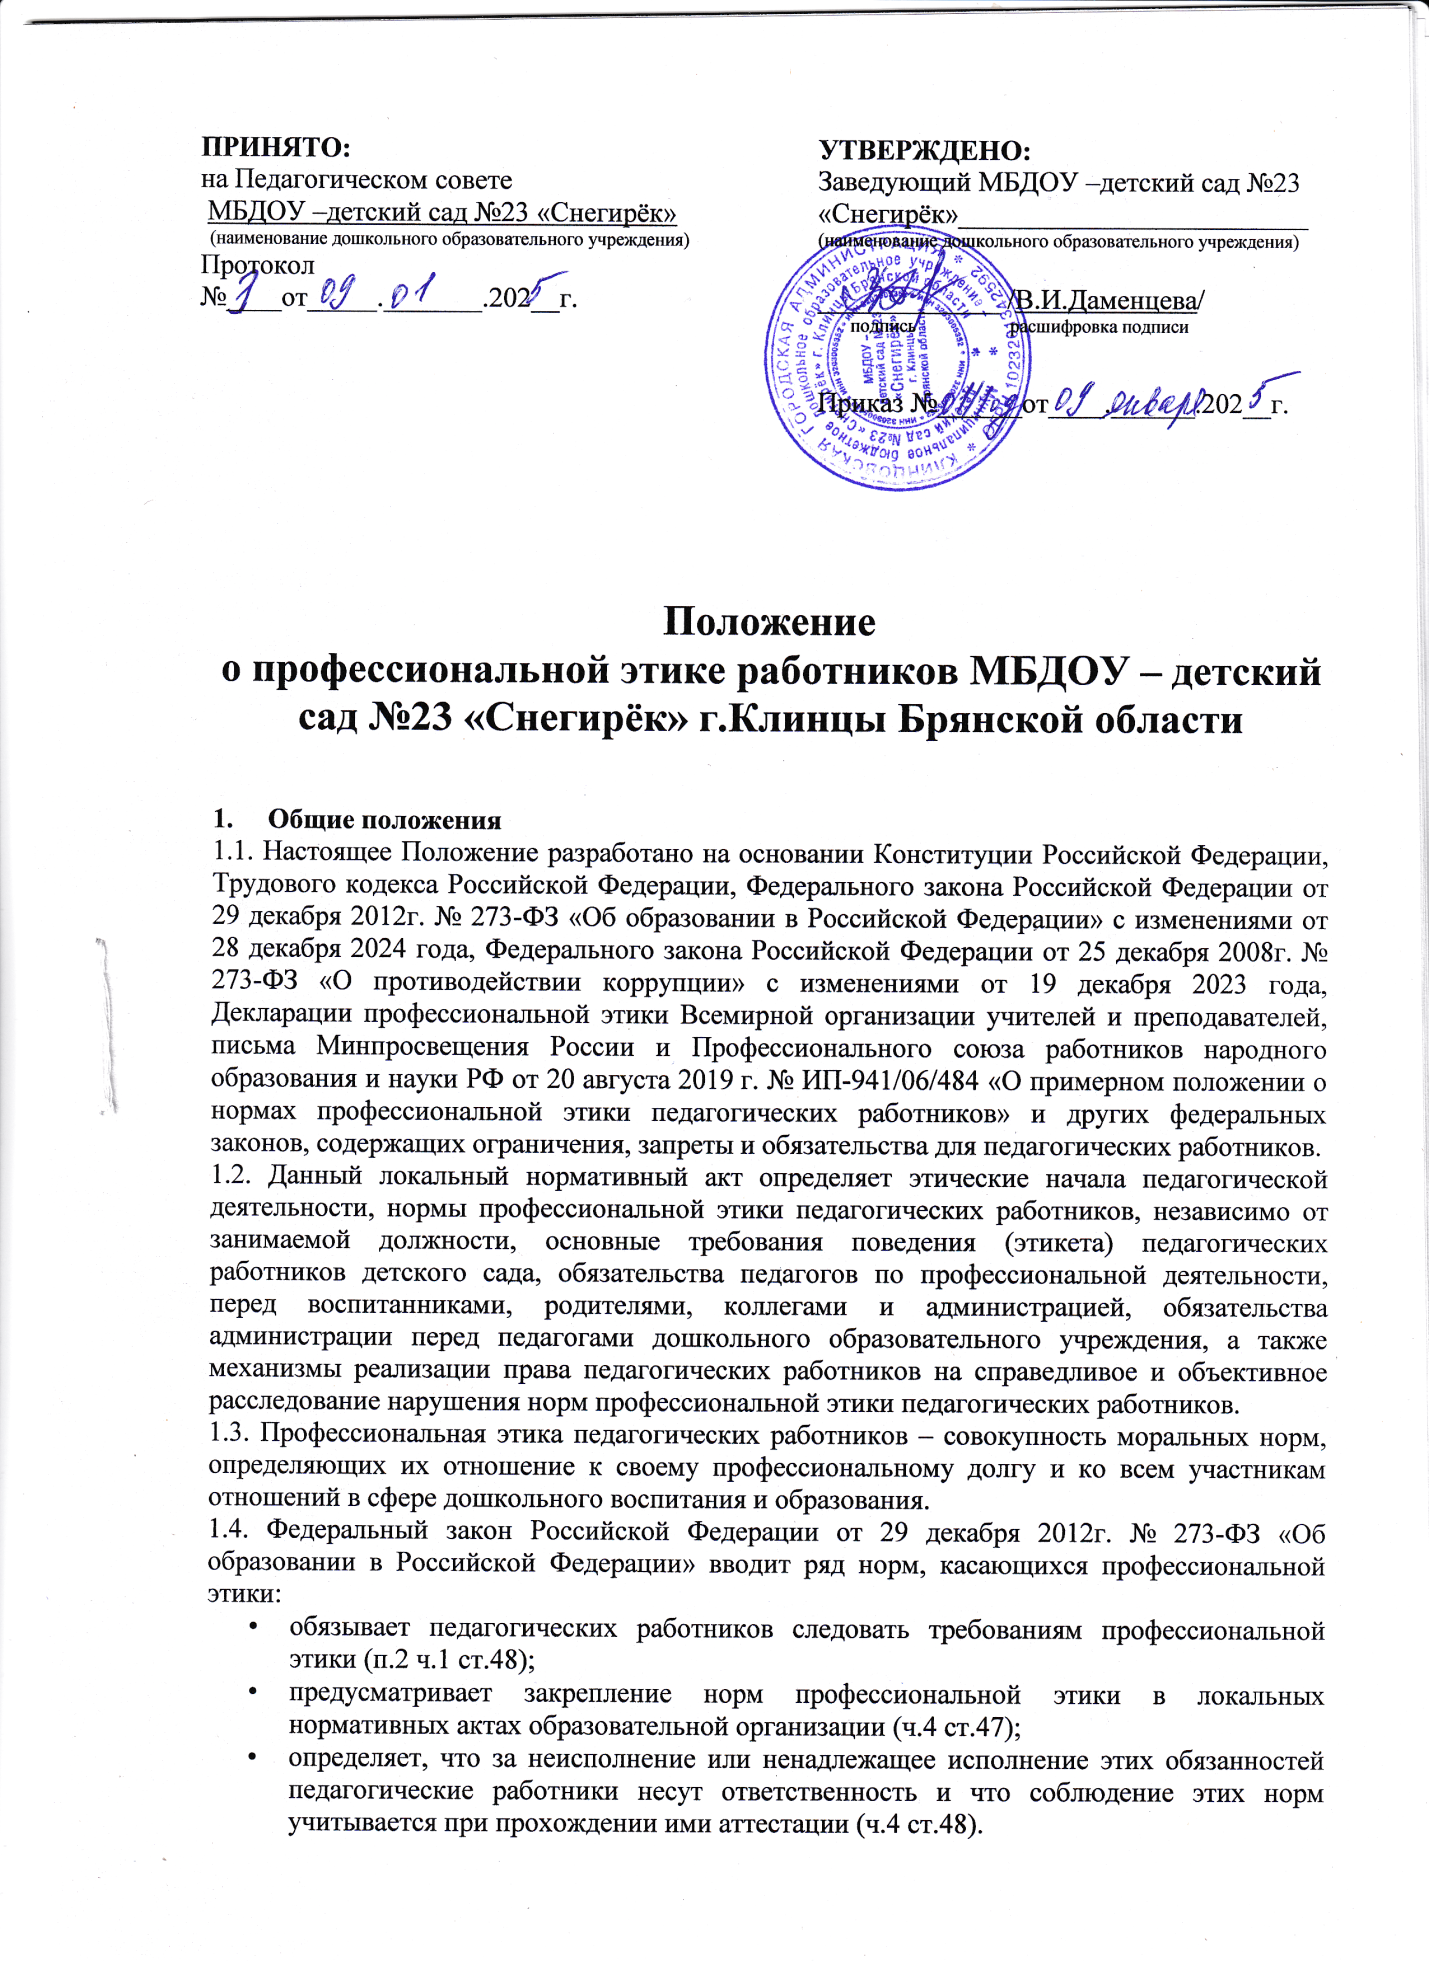 ПРИНЯТО:
на Педагогическом совете
МБДОУ –детский сад №23 «Снегирёк»
(наименование дошкольного образовательного учреждения)
Протокол
№____от 09 . 01 .2025 г.
УТВЕРЖДЕНО:
Заведующий МБДОУ –детский сад №23
«Снегирёк»
(наименование дошкольного образовательного учреждения)
/В.И.Даменцева/
подпись расшифровка подписи
Приказ № от 09 января 2025 г.
МБДОУ -
детский сад №23
«Снегирёк»
г. Клинцы
Брянской области
Положение
о профессиональной этике работников МБДОУ – детский
сад №23 «Снегирёк» г.Клинцы Брянской области
1. Общие положения
1.1. Настоящее Положение разработано на основании Конституции Российской Федерации,
Трудового кодекса Российской Федерации, Федерального закона Российской Федерации от
29 декабря 2012г. № 273-ФЗ «Об образовании в Российской Федерации» с изменениями от
28 декабря 2024 года, Федерального закона Российской Федерации от 25 декабря 2008г. №
273-ФЗ «О противодействии коррупции» с изменениями от 19 декабря 2023 года,
Декларации профессиональной этики Всемирной организации учителей и преподавателей,
письма Минпросвещения России и Профессионального союза работников народного
образования и науки РФ от 20 августа 2019 г. № ИП-941/06/484 «О примерном положении о
нормах профессиональной этики педагогических работников» и других федеральных
законов, содержащих ограничения, запреты и обязательства для педагогических работников.
1.2. Данный локальный нормативный акт определяет этические начала педагогической
деятельности, нормы профессиональной этики педагогических работников, независимо от
занимаемой должности, основные требования поведения (этикета) педагогических
работников детского сада, обязательства педагогов по профессиональной деятельности,
перед воспитанниками, родителями, коллегами и администрацией, обязательства
администрации перед педагогами дошкольного образовательного учреждения, а также
механизмы реализации права педагогических работников на справедливое и объективное
расследование нарушения норм профессиональной этики педагогических работников.
1.3. Профессиональная этика педагогических работников – совокупность моральных норм,
определяющих их отношение к своему профессиональному долгу и ко всем участникам
отношений в сфере дошкольного воспитания и образования.
1.4. Федеральный закон Российской Федерации от 29 декабря 2012г. № 273-ФЗ «Об
образовании в Российской Федерации» вводит ряд норм, касающихся профессиональной
этики:
• обязывает педагогических работников следовать требованиям профессиональной
этики (п.2 ч.1 ст.48);
• предусматривает закрепление норм профессиональной этики в локальных
нормативных актах образовательной организации (ч.4 ст.47);
• определяет, что за неисполнение или ненадлежащее исполнение этих обязанностей
педагогические работники несут ответственность и что соблюдение этих норм
учитывается при прохождении ими аттестации (ч.4 ст.48).